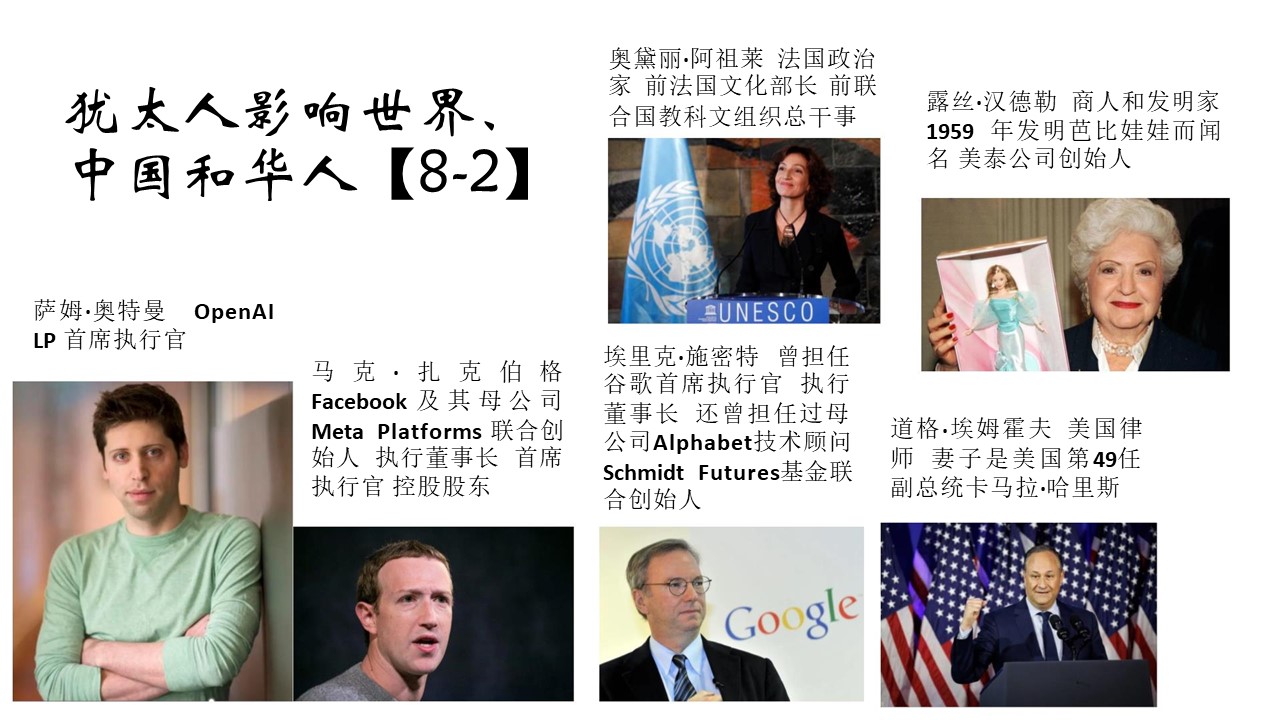 犹太人影响世界、
中国和华人【8-2】
萨姆·奥特曼 OpenAI
LP 首席执行官
马克·扎克伯格
Facebook 及其母公司
Meta Platforms 联合创
始人 执行董事长 首席
执行官 控股股东
奥黛丽·阿祖莱 法国政治
家 前法国文化部长 前联
合国教科文组织总干事
UNESCO
埃里克·施密特 曾担任
谷歌首席执行官 执行
董事长 还曾担任过母
公司Alphabet技术顾问
Schmidt Futures基金联
合创始人
Google
露丝·汉德勒 商人和发明家
1959 年发明芭比娃娃而闻
名 美泰公司创始人
道格·埃姆霍夫 美国律
师 妻子是美国第49任
副总统卡马拉·哈里斯